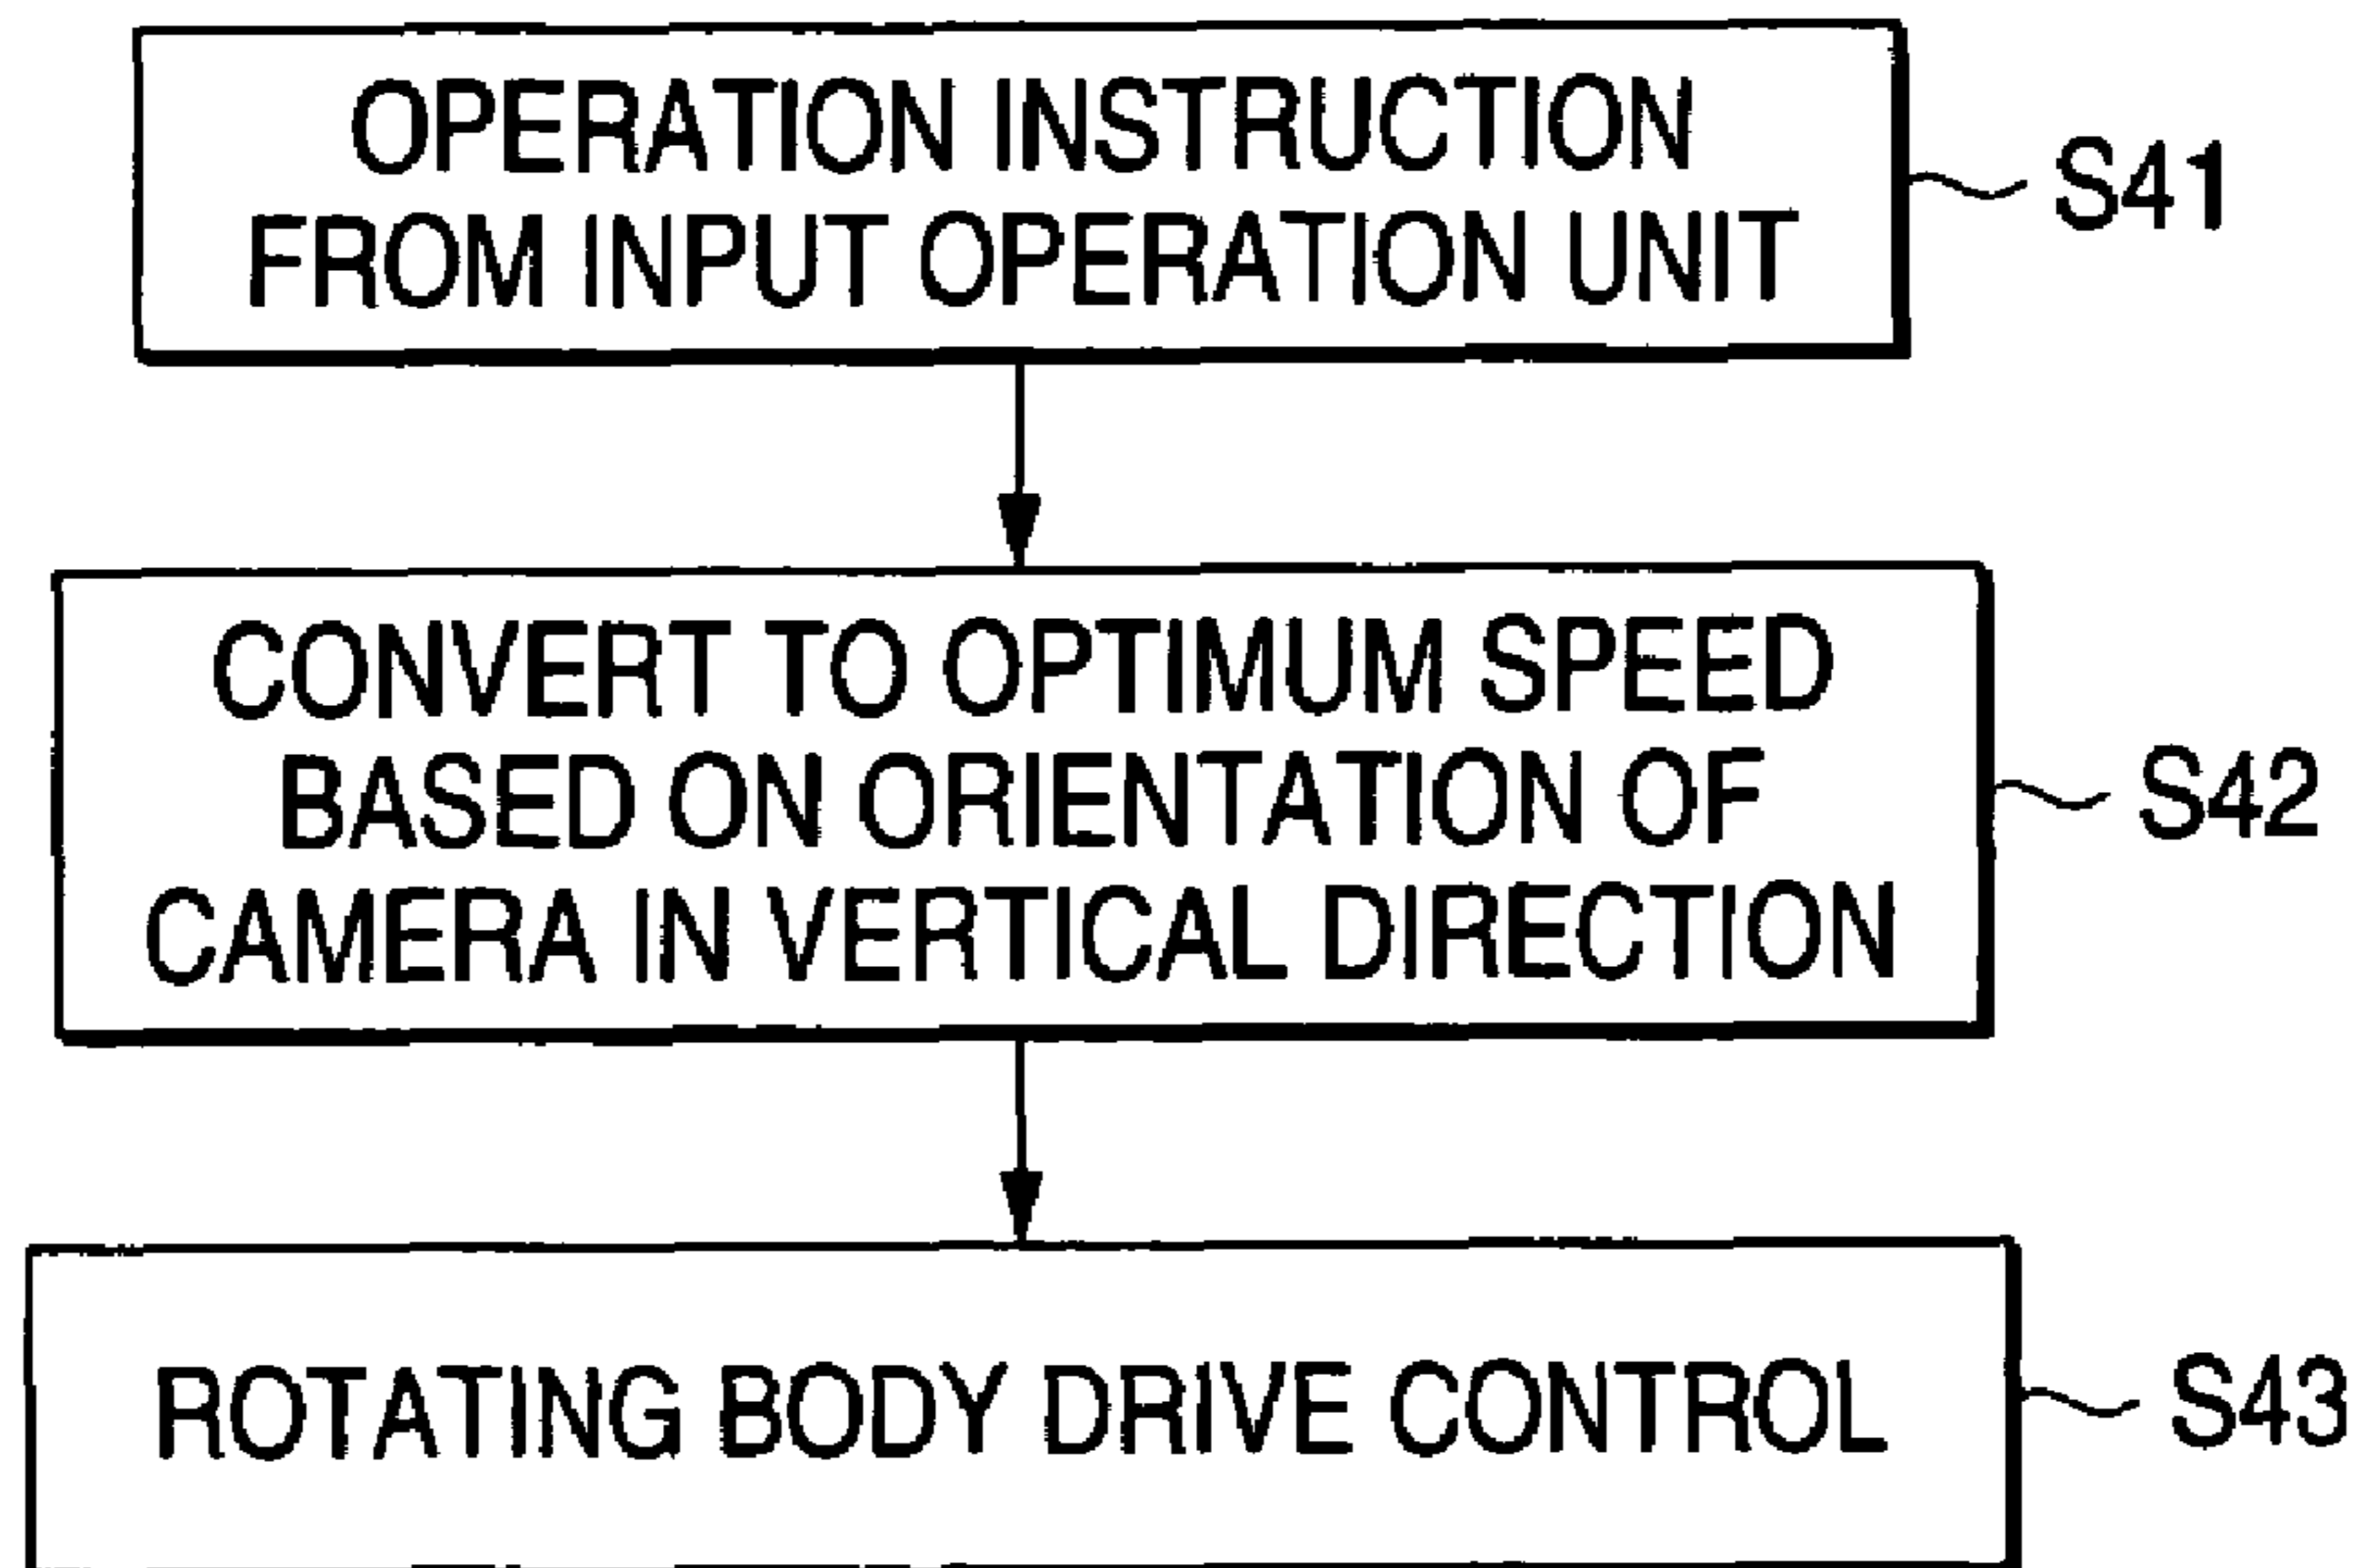 OPERATION INSTRUCTION
FROM INPUT OPERATION UNIT
S41
CONVERT TO OPTIMUM SPEED
BASED ON ORIENTATION OF
CAMERA IN VERTICAL DIRECTION
S42
ROTATING BODY DRIVE CONTROL
S43